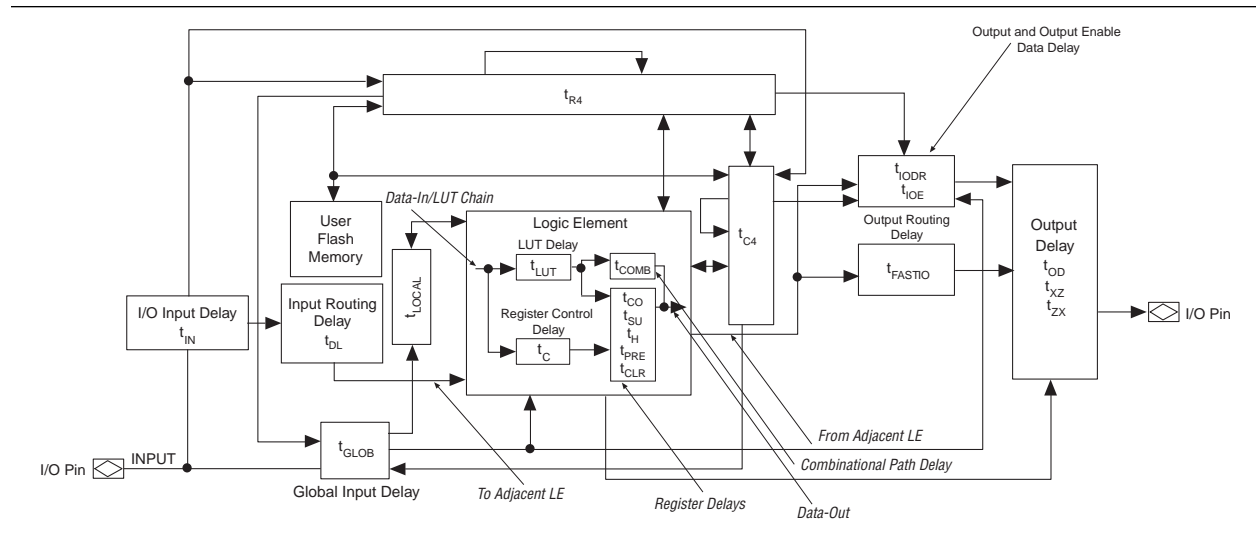 Output and Output Enable
Data Delay
tR4
tIODR
tIOE
Data-In/LUT Chain
User
Flash
Memory
Logic Element
LUT Delay
tLUT
tCOMB
tC4
Output Routing
Delay
tFASTIO
Output
Delay
tOD
tXZ
tZX
I/O Pin
tLOCAL
I/O Input Delay
tIN
Input Routing
Delay
tDL
Register Control
Delay
tC
tCO
tSU
tH
tPRE
tCLR
From Adjacent LE
tGLOB
I/O Pin
INPUT
Global Input Delay
To Adjacent LE
Combinational Path Delay
Register Delays
Data-Out